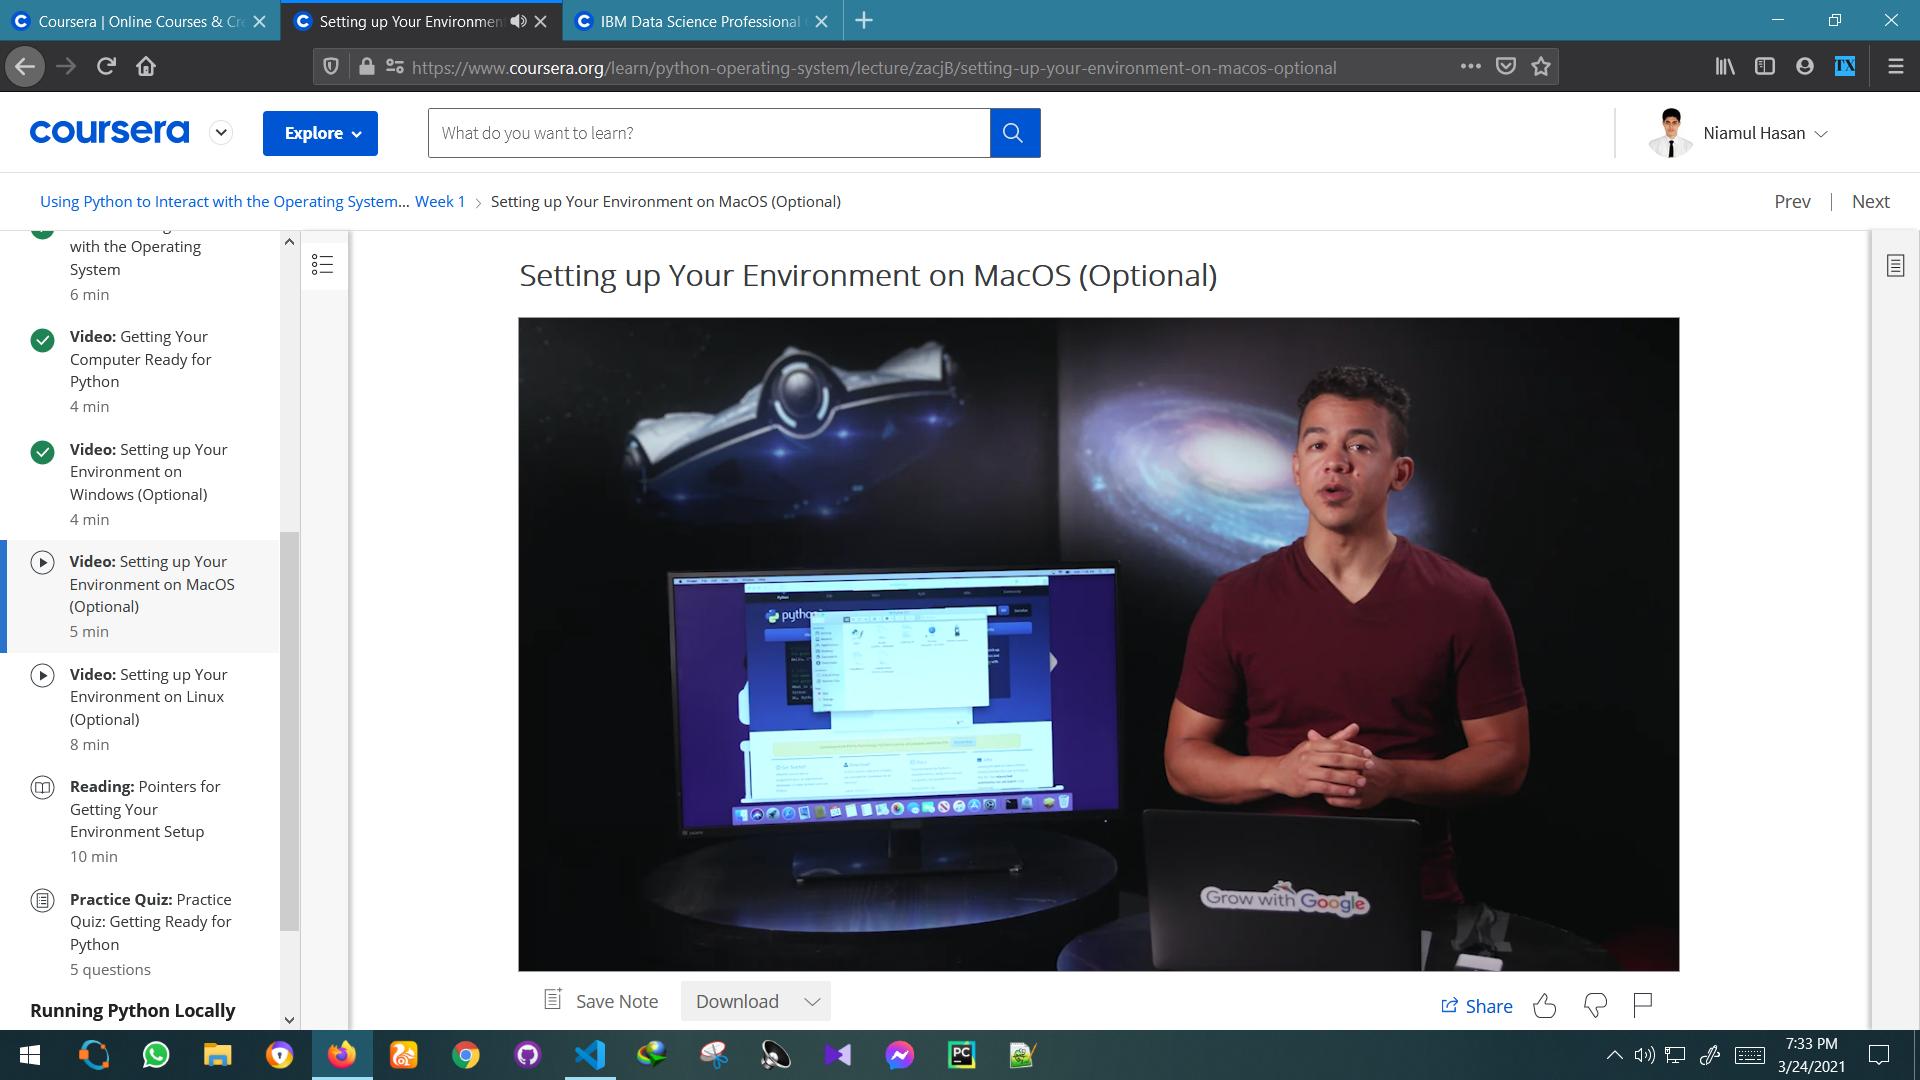 Coursera | Online Courses & Cre
Setting up Your Environmen
IBM Data Science Professional
https://www.coursera.org/learn/python-operating-system/lecture/zacjB/setting-up-your-environment-on-macos-optional
coursera
Explore
What do you want to learn?
Niamul Hasan
Using Python to Interact with the Operating System... Week 1 > Setting up Your Environment on MacOS (Optional)
Prev | Next
with the Operating
System
6 min
Video: Getting Your
Computer Ready for
Python
4 min
Video: Setting up Your
Environment on
Windows (Optional)
4 min
Video: Setting up Your
Environment on MacOS
(Optional)
5 min
Video: Setting up Your
Environment on Linux
(Optional)
8 min
Reading: Pointers for
Getting Your
Environment Setup
10 min
Practice Quiz: Practice
Quiz: Getting Ready for
Python
5 questions
Running Python Locally
Setting up Your Environment on MacOS (Optional)
python
Grow with Google
Save Note
Download
Share
TX
PC
7:33 PM
3/24/2021